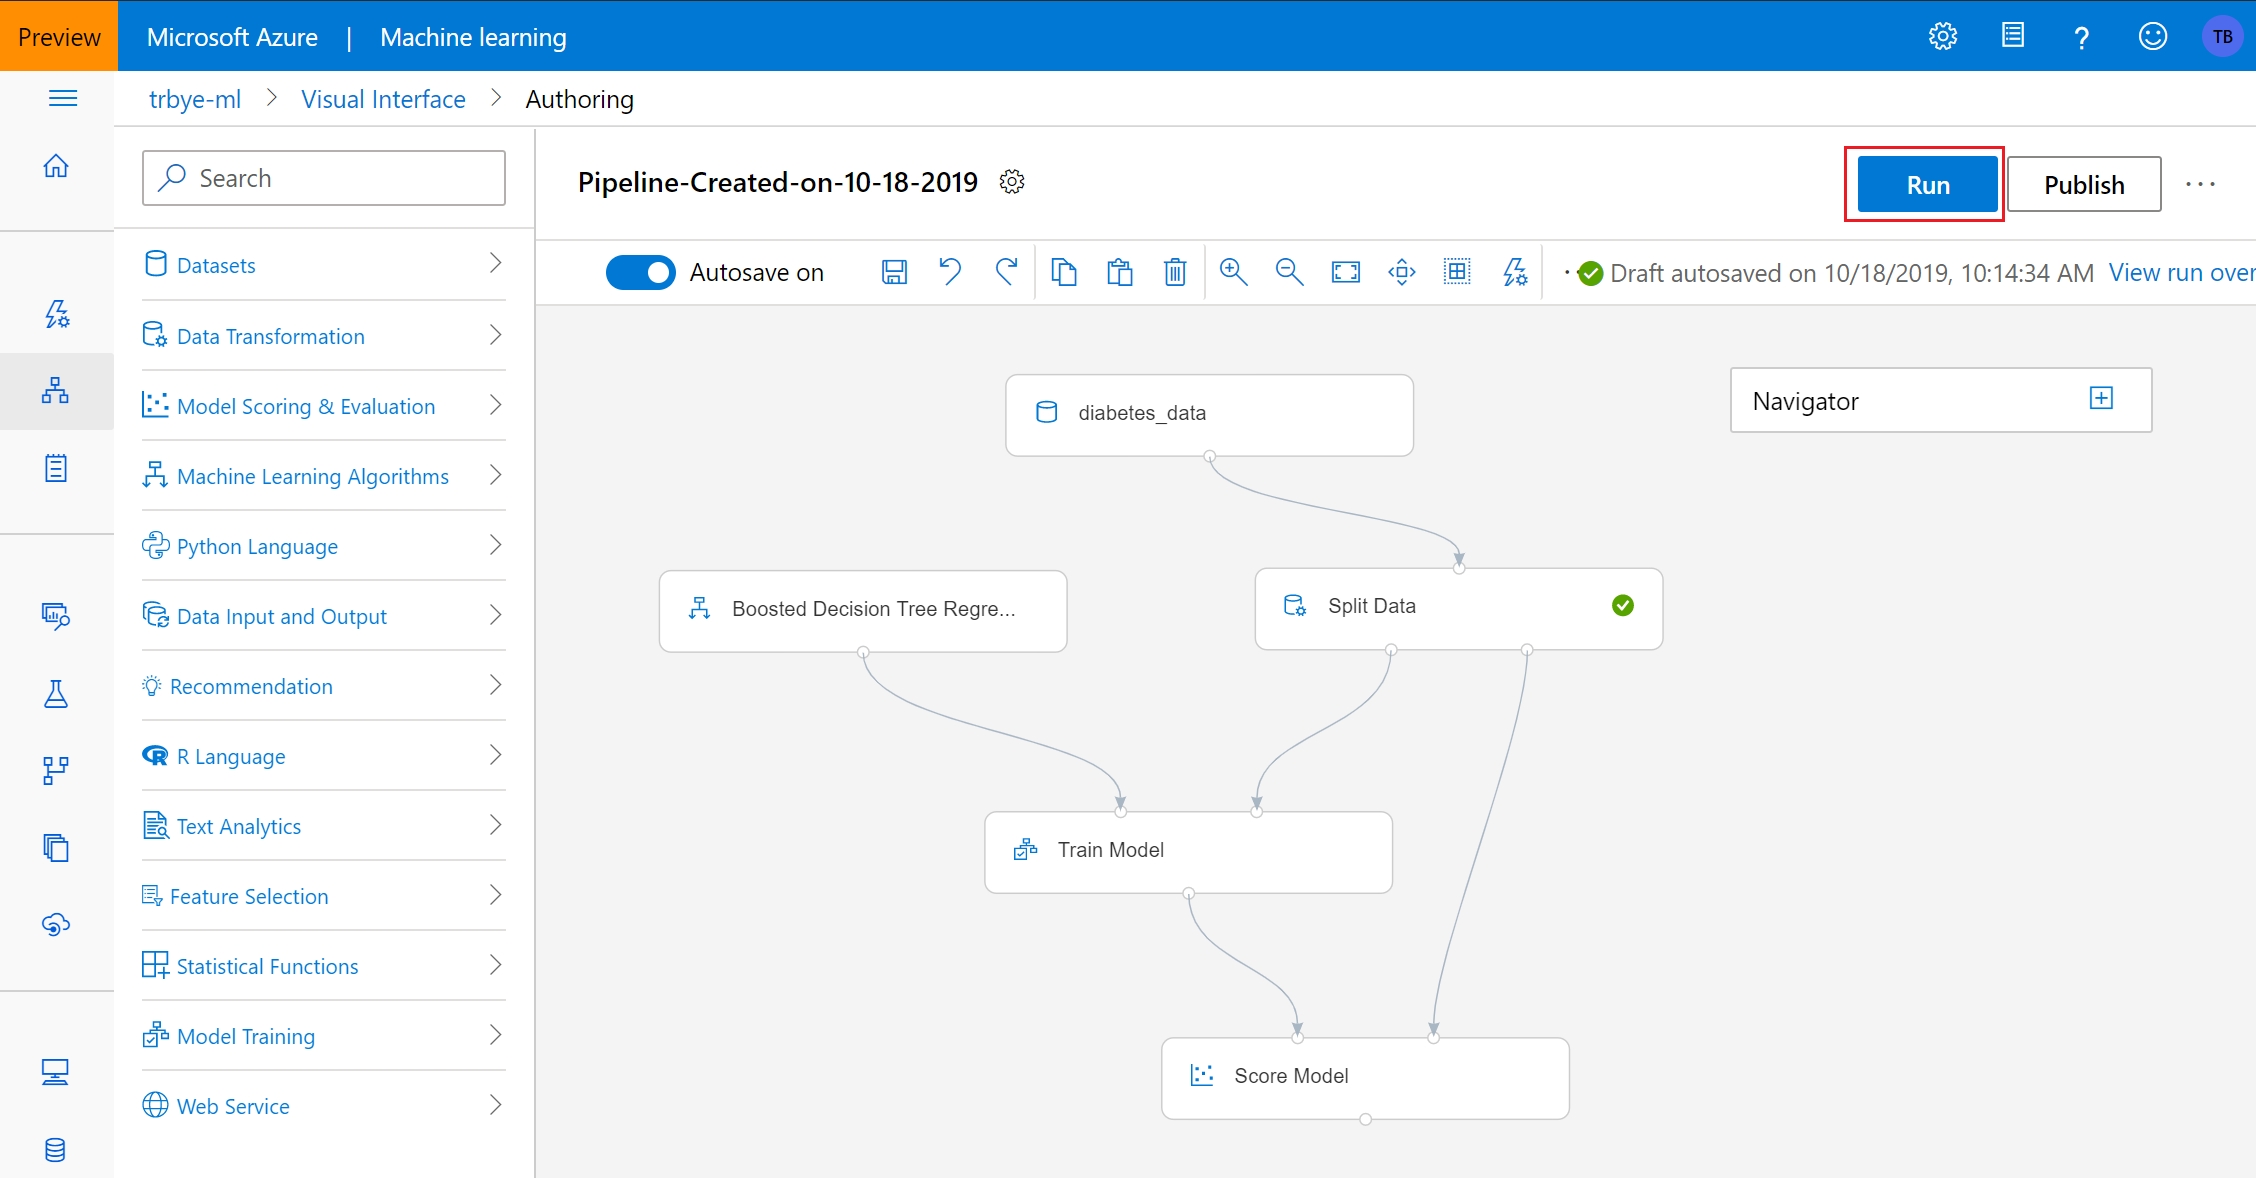 Preview
Microsoft Azure | Machine learning
? TB
trbye-ml > Visual Interface > Authoring
Search
Datasets
Data Transformation
Model Scoring & Evaluation
Machine Learning Algorithms
Python Language
Data Input and Output
Recommendation
R Language
Text Analytics
Feature Selection
Statistical Functions
Model Training
Web Service
Pipeline-Created-on-10-18-2019
Run
Publish
...
Autosave on
Draft autosaved on 10/18/2019, 10:14:34 AM
View run over
diabetes_data
Navigator
Boosted Decision Tree Regre...
Split Data
Train Model
Score Model